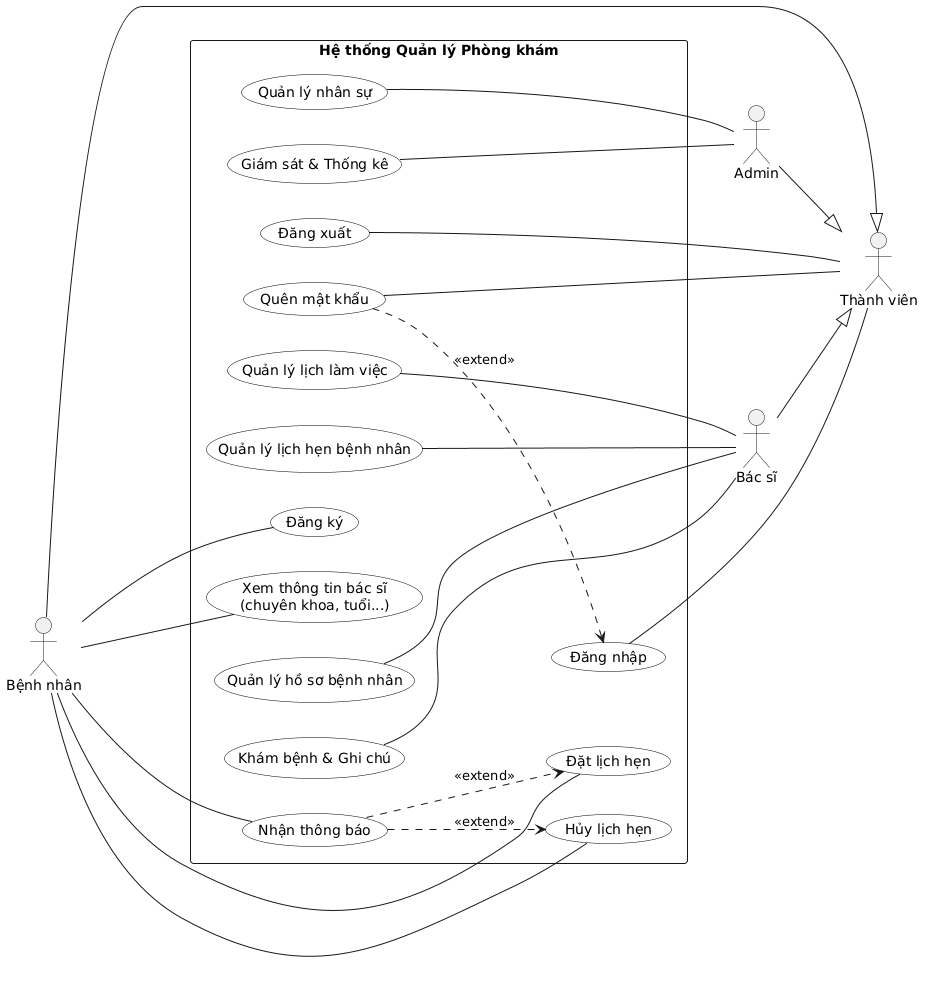 Hệ thống Quản lý Phòng khám
Quản lý nhân sự
Admin
Giám sát & Thống kê
Đăng xuất
Thành viên
Quên mật khẩu
«extend»
Quản lý lịch làm việc
Quản lý lịch hẹn bệnh nhân
Bác sĩ
Đăng ký
Xem thông tin bác sĩ
(chuyên khoa, tuổi...)
Bệnh nhân
Đăng nhập
Quản lý hồ sơ bệnh nhân
Khám bệnh & Ghi chú
Đặt lịch hẹn
«extend»
«extend»
Nhận thông báo
Hủy lịch hẹn